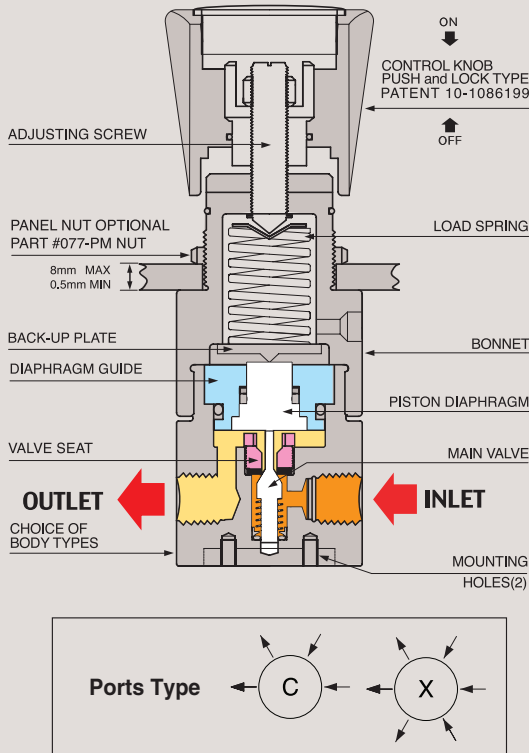 ON
CONTROL KNOB
PUSH and LOCK TYPE
PATENT 10-1086199
OFF
ADJUSTING SCREW
PANEL NUT OPTIONAL
PART #077-PM NUT
LOAD SPRING
8mm MAX
0.5mm MIN
BACK-UP PLATE
BONNET
DIAPHRAGM GUIDE
PISTON DIAPHRAGM
VALVE SEAT
MAIN VALVE
OUTLET
INLET
CHOICE OF
BODY TYPES
MOUNTING
HOLES(2)
Ports Type
C
X